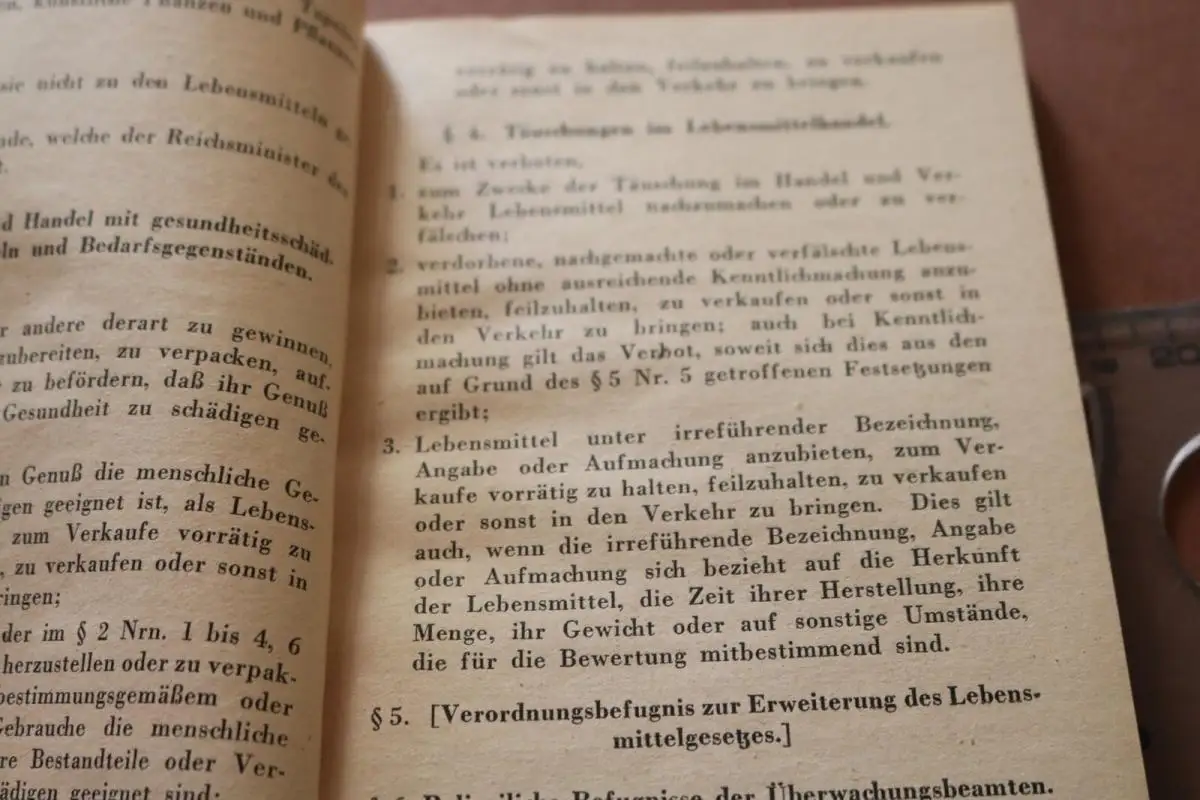 Pflanzen und
sie nicht zu den Lebensmitteln
welche der Reichsminister des
Handel mit gesundheitsschäd-
und Bedarfsgegenständen.
andere derart zu gewinnen,
zubereiten, zu verpacken, auf-
zu befördern, daß ihr Genuß
Gesundheit zu schädigen ge-
Genuß die menschliche Ge-
geeignet ist, als Lebens-
zum Verkaufe vorrätig zu
zu verkaufen oder sonst in
der im § 2 Nrn. 1 bis 4, 6
herzustellen oder zu verpak-
bestimmungsgemäßem oder
Gebrauche die menschliche
Bestandteile oder Ver-
geeignet sind:
vorrätig zu halten, feilzuhalten, zu verkaufen
oder sonst in den Verkehr zu bringen.
§ 4. Täuschungen im Lebensmittelhandel.
Es ist verboten,
1. zum Zwecke der Täuschung im Handel und Ver-
kehr Lebensmittel nachzumachen oder zu ver-
fälschen;
2. verdorbene, nachgemachte oder verfälschte Lebens-
mittel ohne ausreichende Kenntlichmachung anzu-
bieten, feilzuhalten, zu verkaufen oder sonst in
den Verkehr zu bringen; auch bei Kenntlich-
machung gilt das Verbot, soweit sich dies aus den
auf Grund des § 5 Nr. 5 getroffenen Festsetzungen
ergibt;
3. Lebensmittel unter irreführender Bezeichnung,
Angabe oder Aufmachung anzubieten, zum Ver-
kaufe vorrätig zu halten, feilzuhalten, zu verkaufen
oder sonst in den Verkehr zu bringen. Dies gilt
auch, wenn die irreführende Bezeichnung, Angabe
oder Aufmachung sich bezieht auf die Herkunft
der Lebensmittel, die Zeit ihrer Herstellung, ihre
Menge, ihr Gewicht oder auf sonstige Umstände,
die für die Bewertung mitbestimmend sind.
§ 5. [Verordnungsbefugnis zur Erweiterung des Lebens-
mittelgesetzes.]
Befugnisse der Überwachungsbeamten.